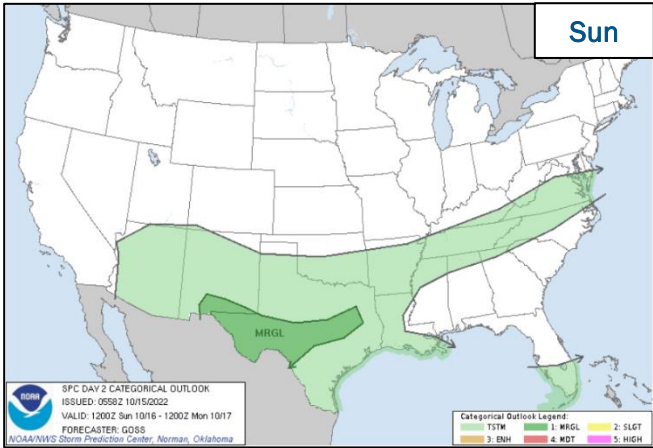 Sun
MRGL
NOAA
SPC DAY 2 CATEGORICAL OUTLOOK
ISSUED: 0558Z 10/15/2022
VALID: 1200Z Sun 10/16 - 1200Z Mon 10/17
FORECASTER: GOSS
NOAA/NWS Storm Prediction Center, Norman, Oklahoma
Categorical Outlook Legend:
TSTM 1: MRGL 2: SLGT
3: ENH 4: MDT 5: HIGH